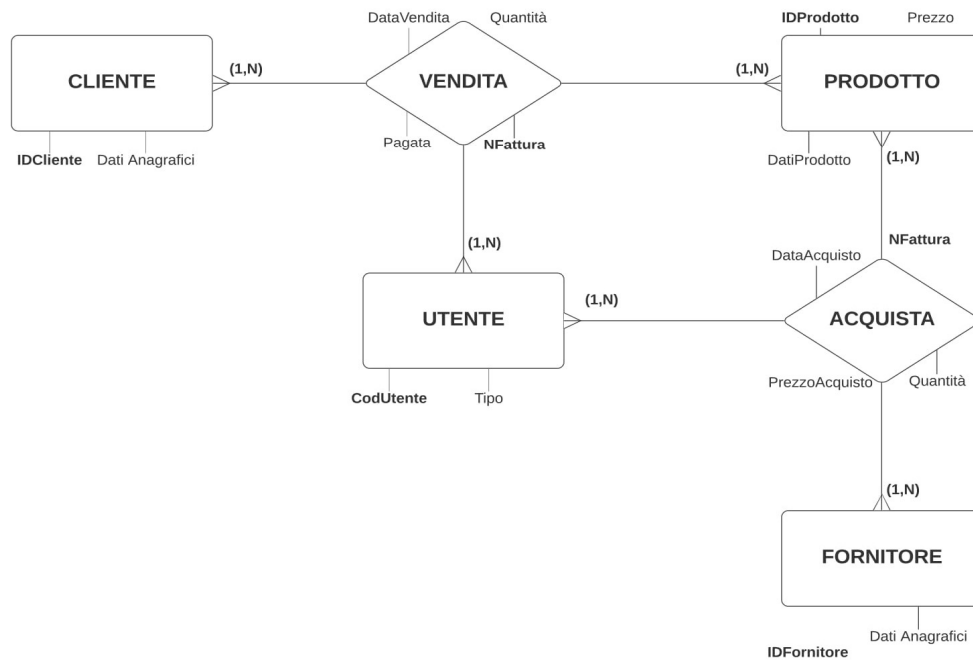 DataVendita
Quantità
IDProdotto
Prezzo
CLIENTE
(1,N)
VENDITA
(1,N)
PRODOTTO
IDCliente
Dati Anagrafici
Pagata
NFattura
DatiProdotto
(1,N)
(1,N)
NFattura
DataAcquisto
UTENTE
(1,N)
ACQUISTA
CodUtente
Tipo
PrezzoAcquisto
Quantità
(1,N)
FORNITORE
Dati Anagrafici
IDFornitore